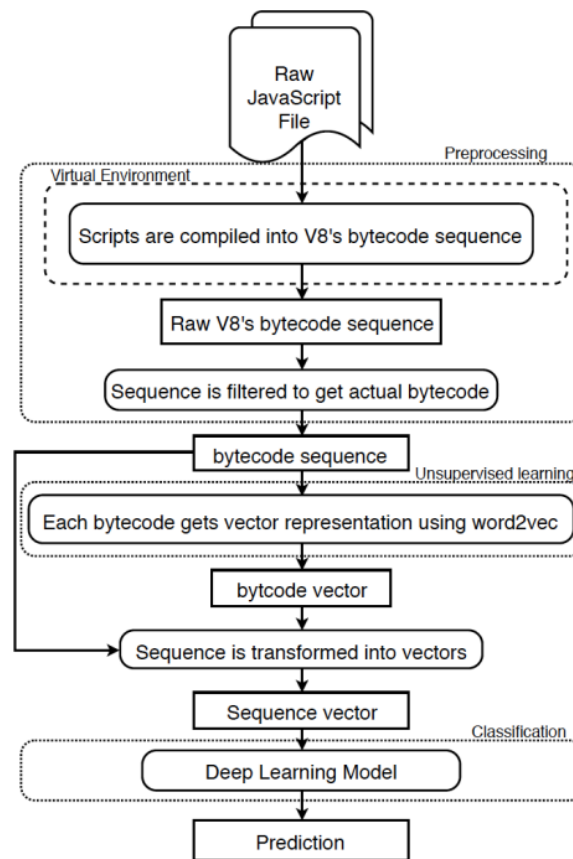 Raw
JavaScript
File
Preprocessing
Virtual Environment
Scripts are compiled into V8's bytecode sequence
Raw V8's bytecode sequence
Sequence is filtered to get actual bytecode
bytecode sequence
Unsupervised learning
Each bytecode gets vector representation using word2vec
bytcode vector
Sequence is transformed into vectors
Sequence vector
Classification
Deep Learning Model
Prediction